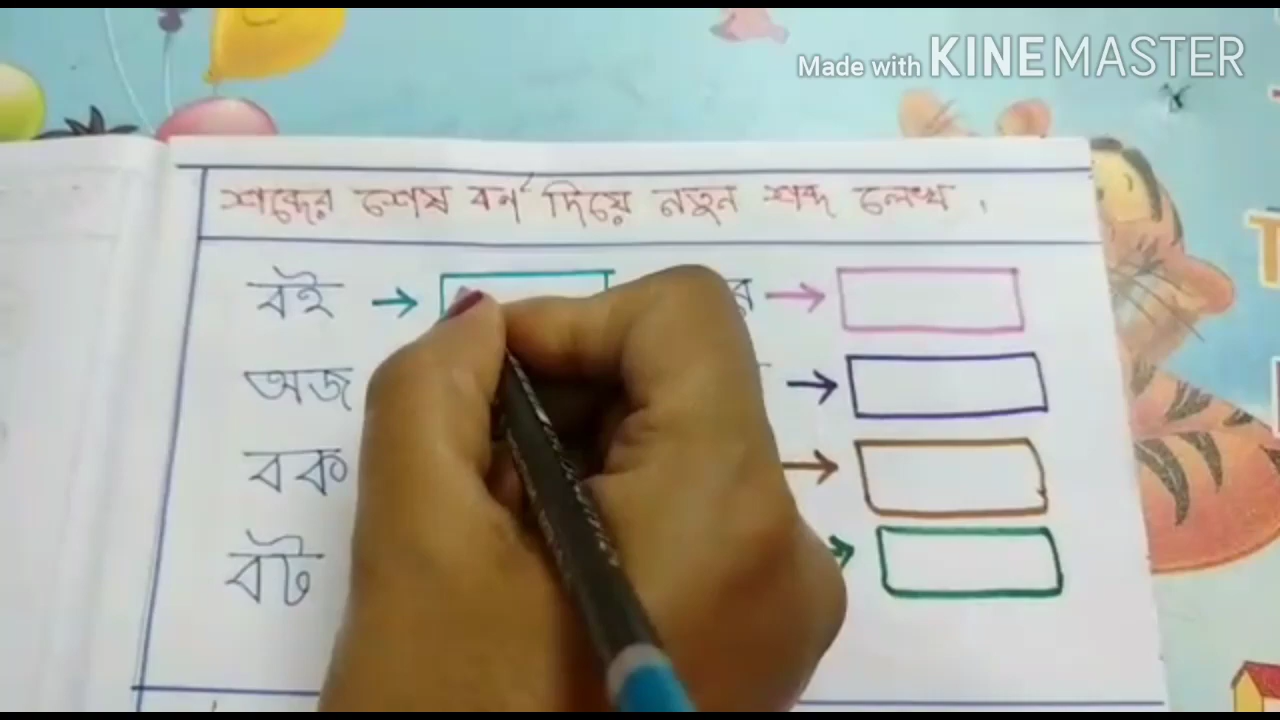 Made with KINEMASTER
শব্দের শেষ বর্ন দিয়ে নতুন শব্দ লেখ .
বই →
অজ
বক
বট